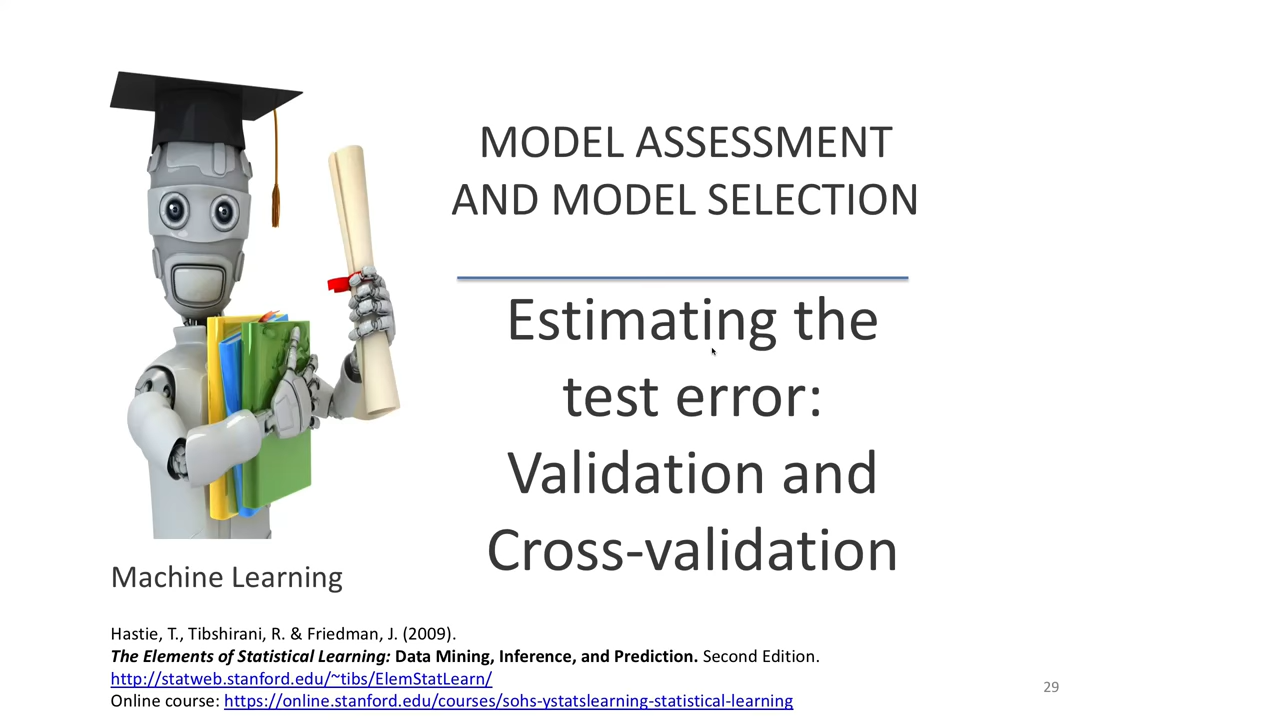 MODEL ASSESSMENT
AND MODEL SELECTION
Estimating the
test error:
Validation and
Cross-validation
Machine Learning
Hastie, T., Tibshirani, R. & Friedman, J. (2009).
The Elements of Statistical Learning: Data Mining, Inference, and Prediction. Second Edition.
http://statweb.stanford.edu/~tibs/ElemStatLearn/
Online course: https://online.stanford.edu/courses/sohs-ystatslearning-statistical-learning
29